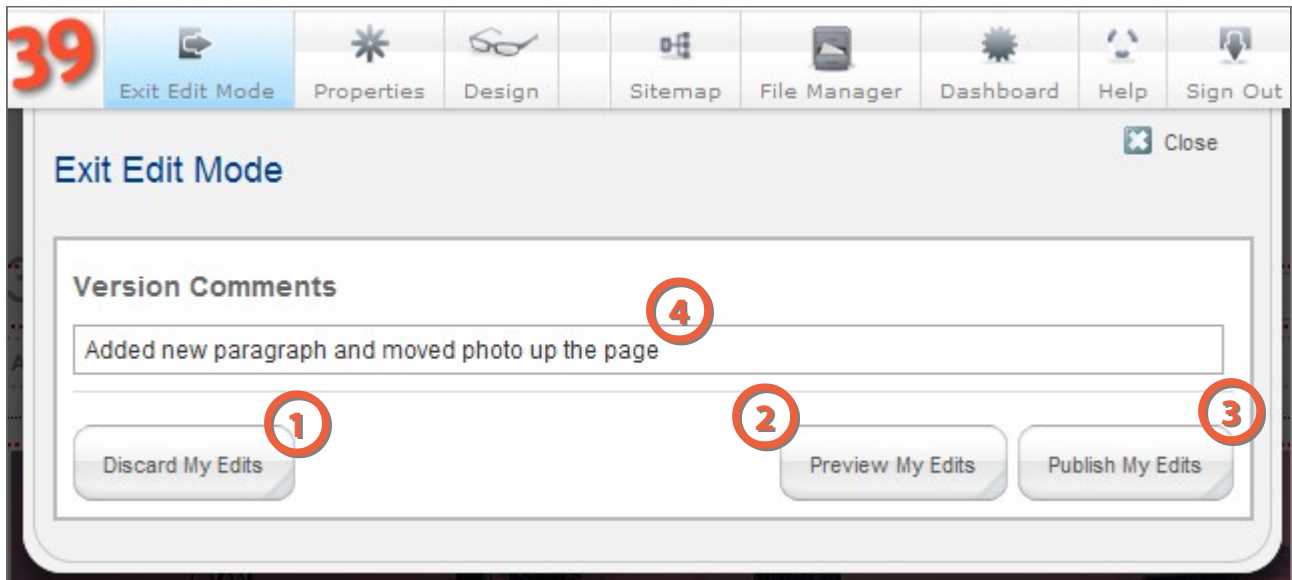 39
Exit Edit Mode Properties Design Sitemap File Manager Dashboard Help Sign Out
Close
Exit Edit Mode
Version Comments
4
Added new paragraph and moved photo up the page
1 2 3
Discard My Edits Preview My Edits Publish My Edits